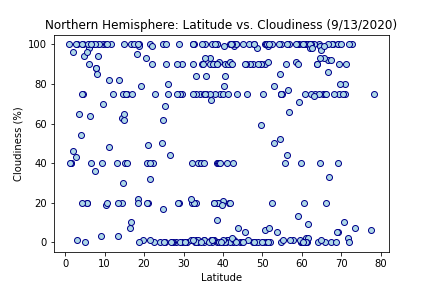 Northern Hemisphere: Latitude vs. Cloudiness (9/13/2020)
Cloudiness (%)
100
80
60
40
20
0
0 10 20 30 40 50 60 70 80
Latitude